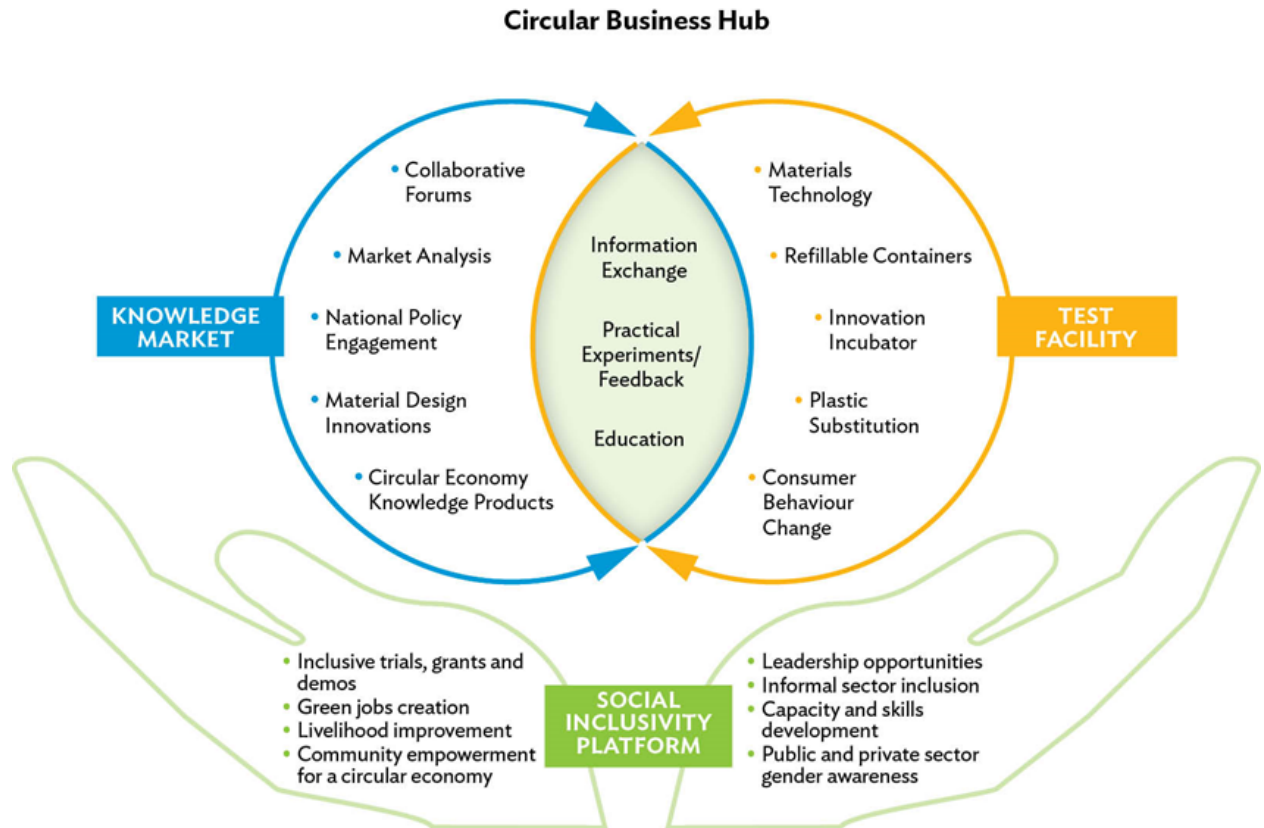 Circular Business Hub
KNOWLEDGE
MARKET
• Collaborative
Forums
• Market Analysis
• National Policy
Engagement
• Material Design
Innovations
• Circular Economy
Knowledge Products
Information
Exchange
Practical
Experiments/
Feedback
Education
• Materials
Technology
• Refillable Containers
• Innovation
Incubator
• Plastic
Substitution
• Consumer
Behaviour
Change
TEST
FACILITY
• Inclusive trials, grants and
demos
• Green jobs creation
• Livelihood improvement
• Community empowerment
for a circular economy
SOCIAL
INCLUSIVITY
PLATFORM
• Leadership opportunities
• Informal sector inclusion
• Capacity and skills
development
• Public and private sector
gender awareness